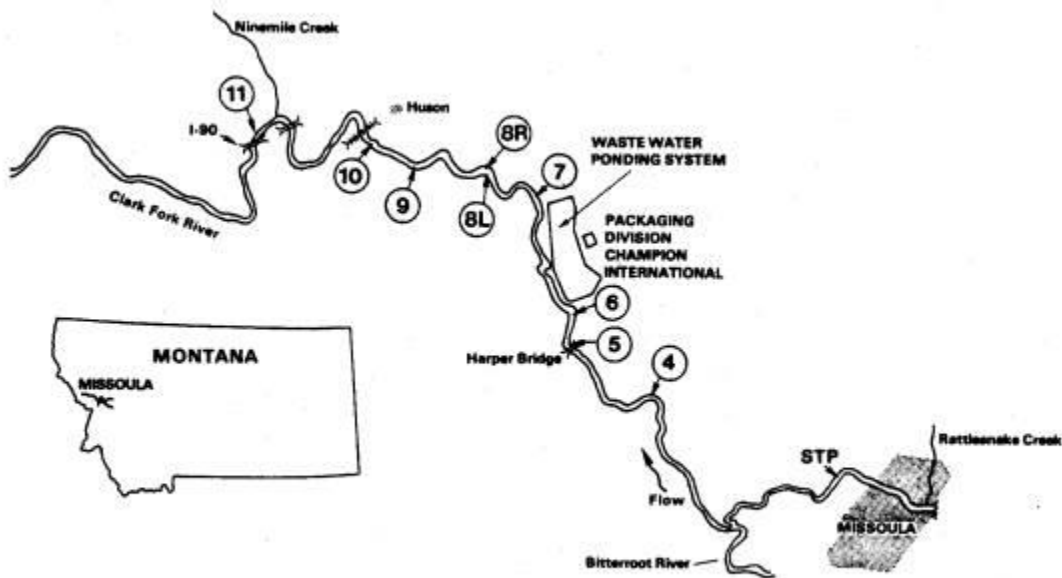 Ninemile Creek
11
I-90
Huson
8R
10
9
8L
7
WASTE WATER
PONDING SYSTEM
PACKAGING
DIVISION
CHAMPION
INTERNATIONAL
Clark Fork River
6
5
Harper Bridge
4
MONTANA
MISSOULA
Rattlesnake Creek
STP
Flow
MISSOULA
Bitterroot River